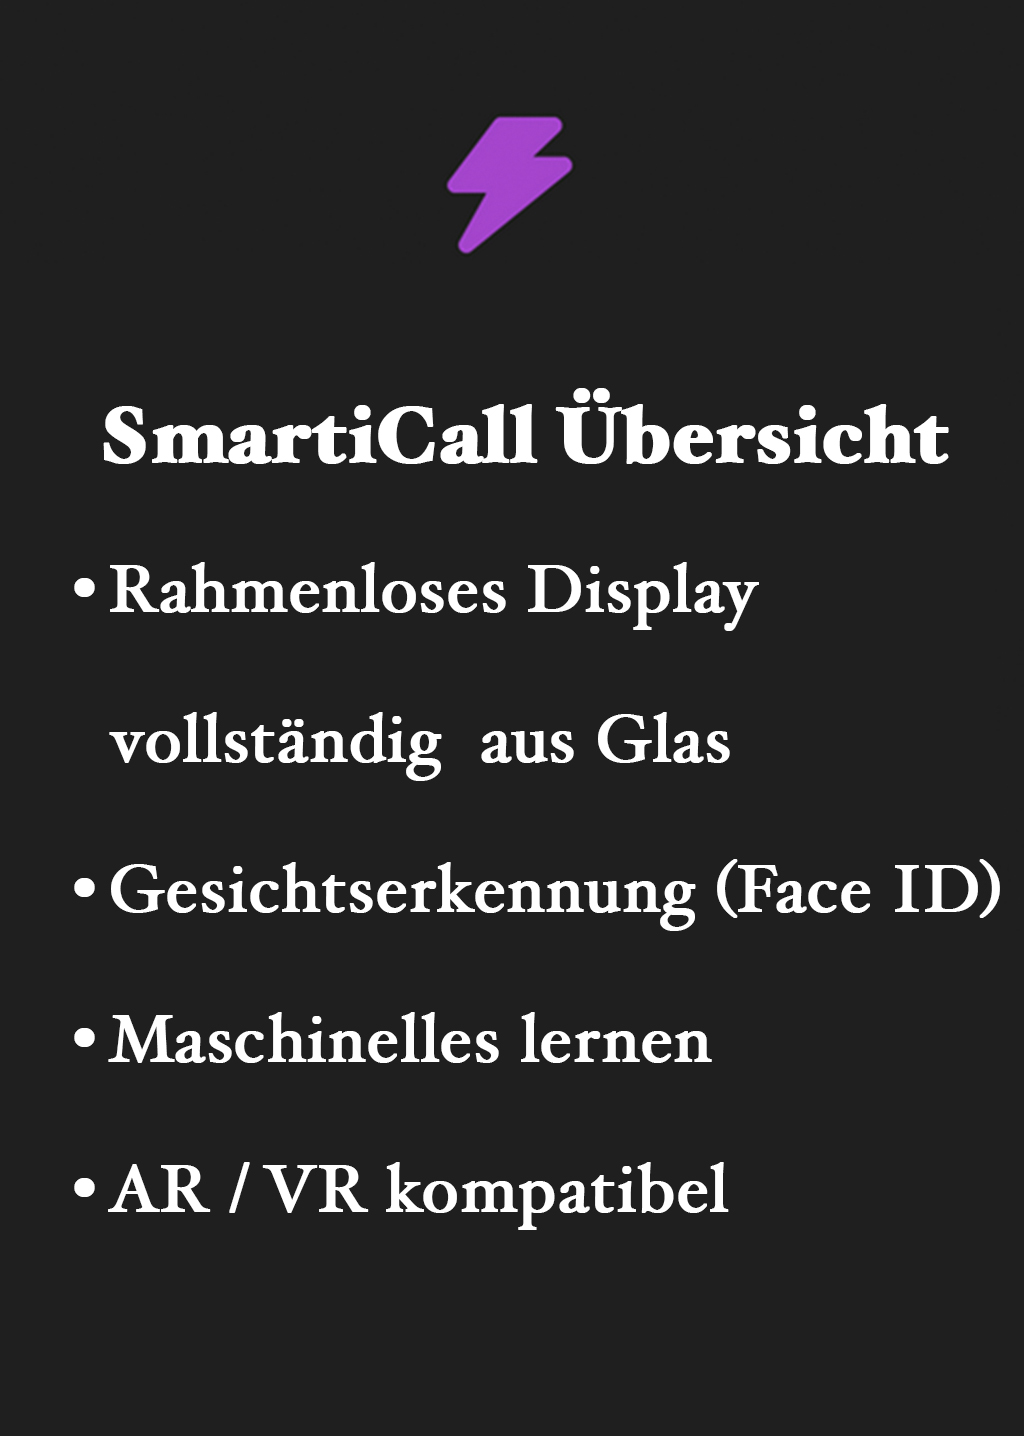 SmartiCall Übersicht
• Rahmenloses Display
vollständig aus Glas
• Gesichtserkennung (Face ID)
• Maschinelles lernen
• AR / VR kompatibel